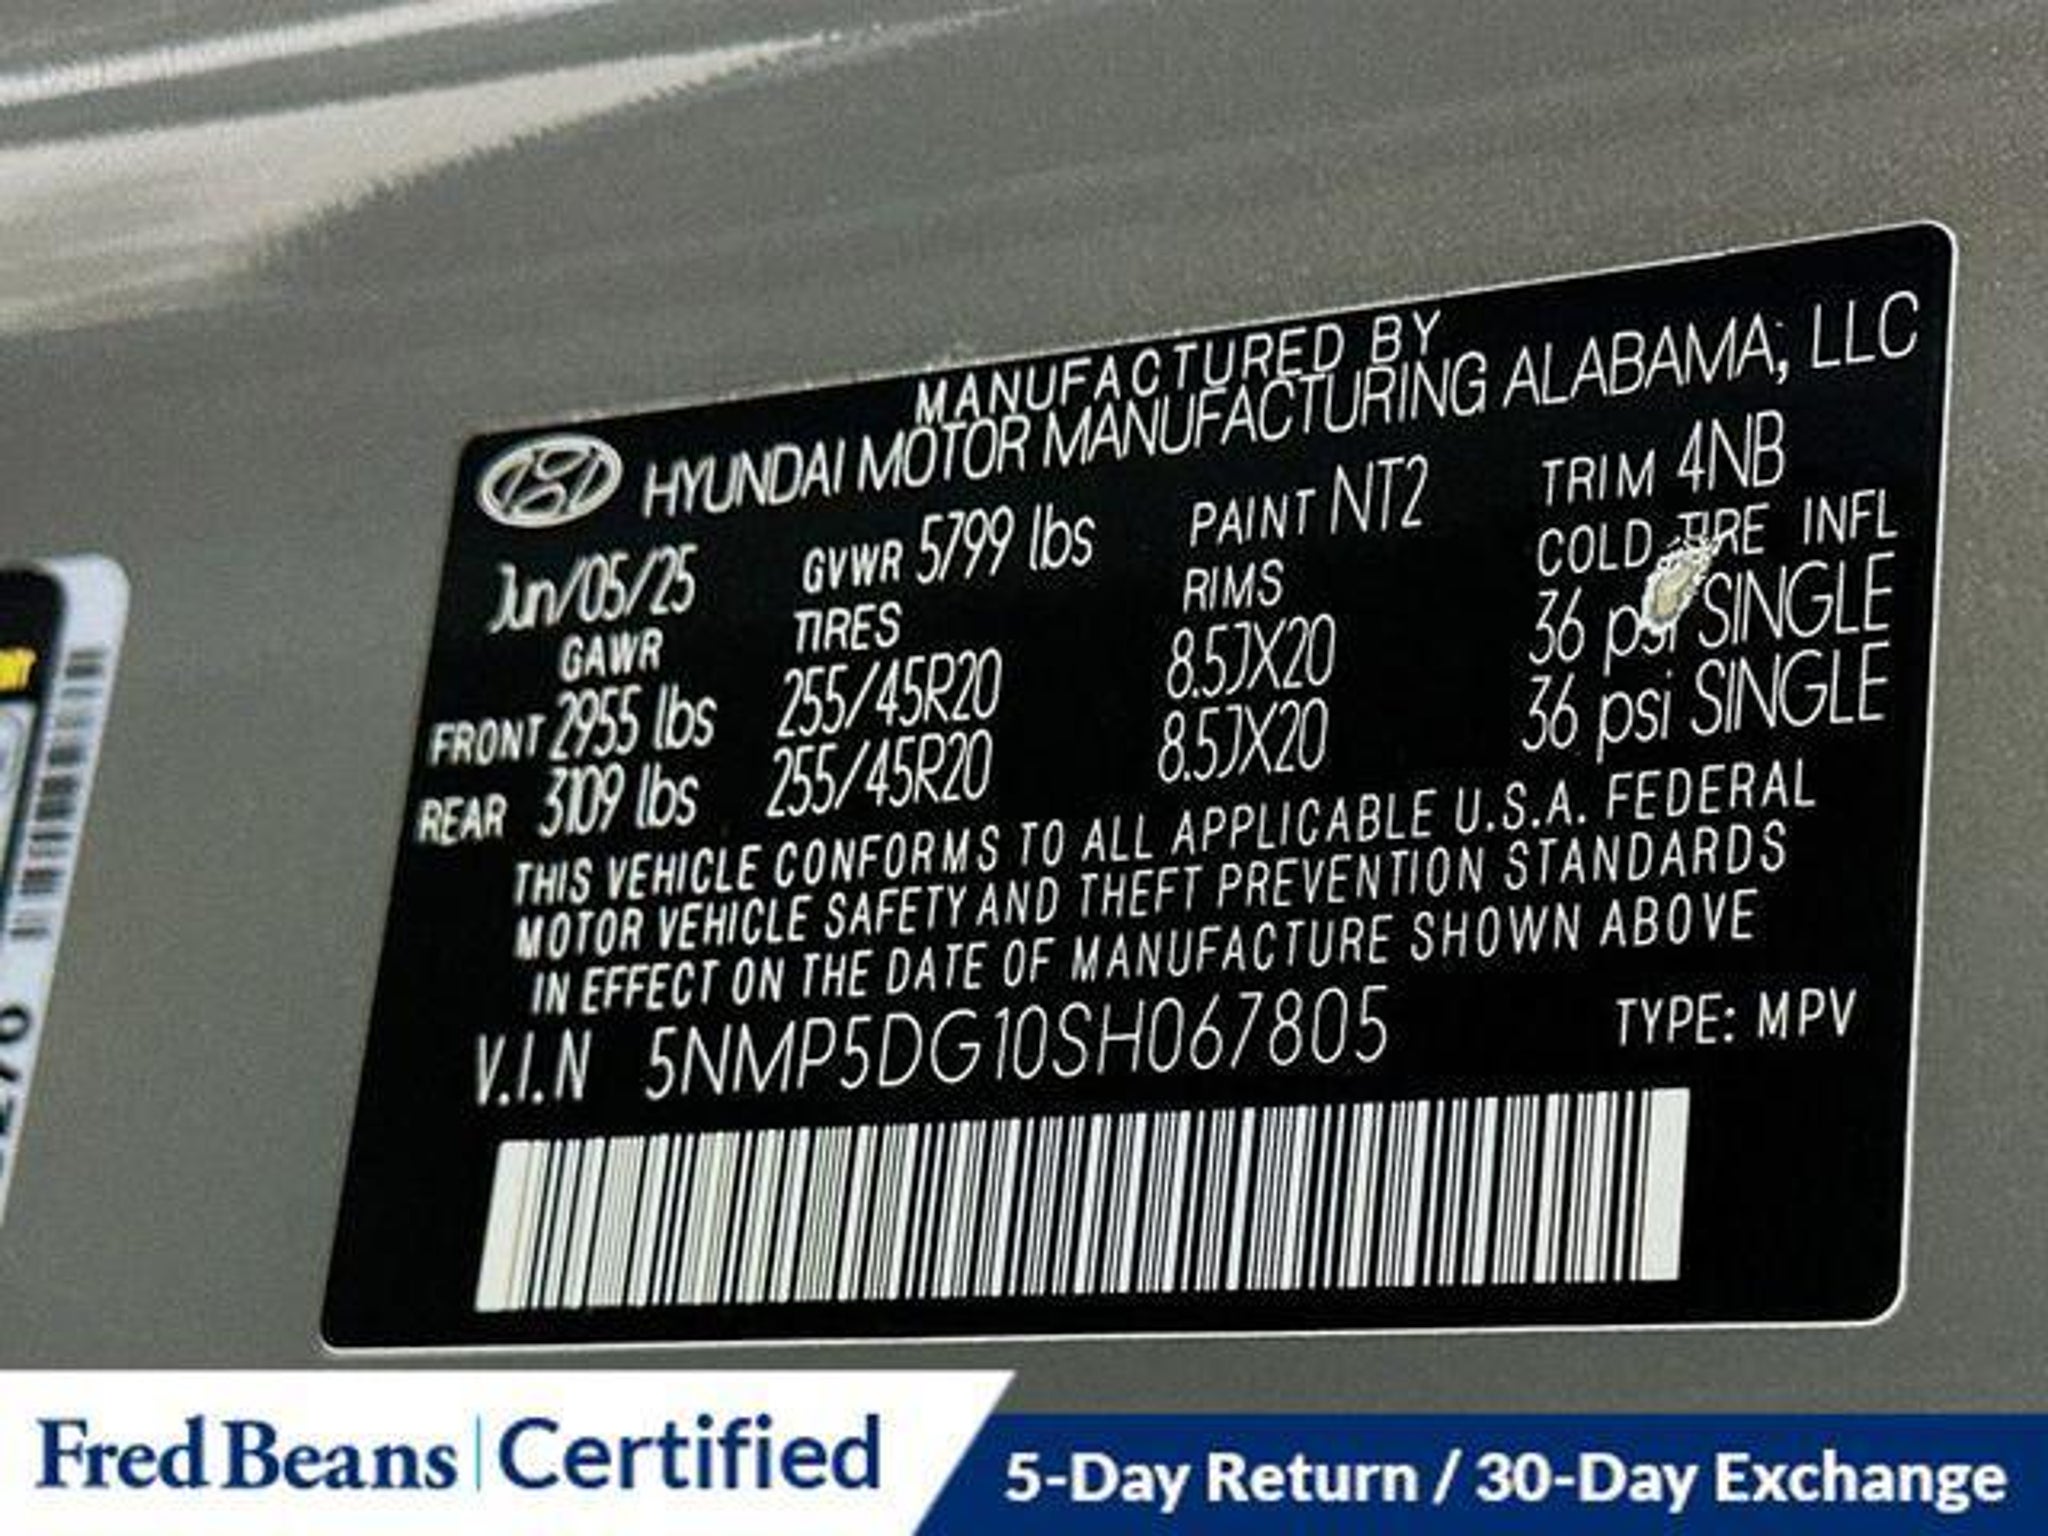 MANUFACTURED BY
HYUNDAI MOTOR MANUFACTURING ALABAMA, LLC
Jun/05/25 GVWR 5799 lbs PAINT NT2 TRIM 4NB
GAWR TIRES RIMS COLD TIRE INFL
FRONT 2955 lbs 255/45R20 8.5JX20 36 psi SINGLE
REAR 3109 lbs 255/45R20 8.5JX20 36 psi SINGLE
THIS VEHICLE CONFORMS TO ALL APPLICABLE U.S.A. FEDERAL
MOTOR VEHICLE SAFETY AND THEFT PREVENTION STANDARDS
IN EFFECT ON THE DATE OF MANUFACTURE SHOWN ABOVE
V.I.N 5NMP5DG10SH067805 TYPE: MPV
Fred Beans | Certified
5-Day Return / 30-Day Exchange